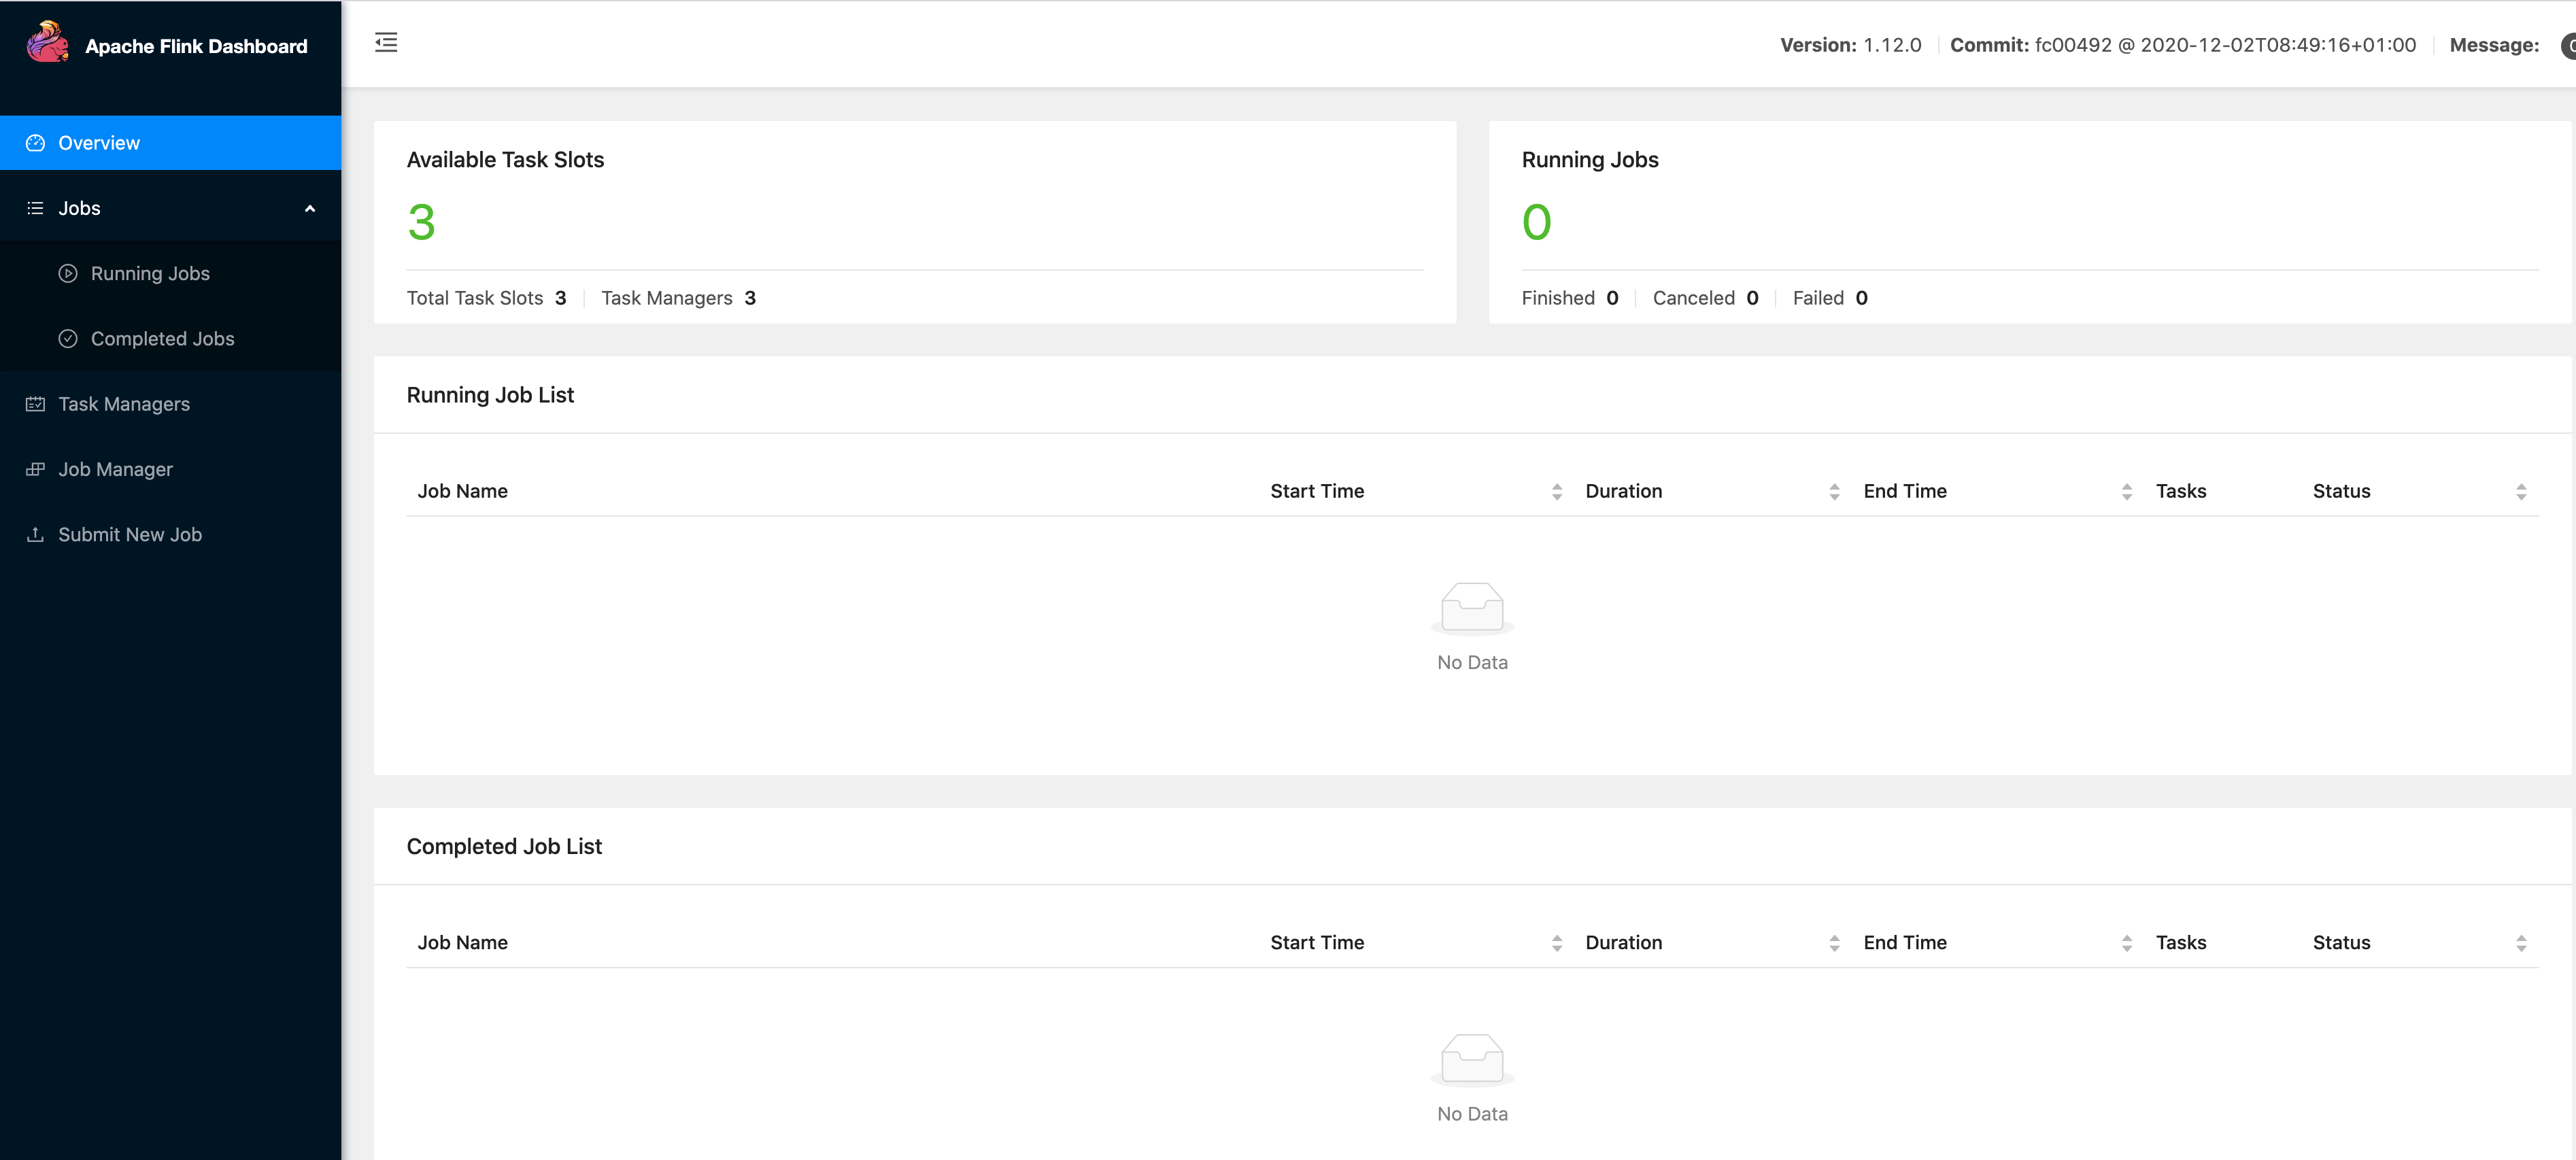 Apache Flink Dashboard
Version: 1.12.0 Commit: fc00492 @ 2020-12-02T08:49:16+01:00 Message:
Overview
Jobs
Running Jobs
Completed Jobs
Task Managers
Job Manager
Submit New Job
Available Task Slots
3
Total Task Slots 3 Task Managers 3
Running Jobs
0
Finished 0 Canceled 0 Failed 0
Running Job List
Job Name Start Time Duration End Time Tasks Status
No Data
Completed Job List
Job Name Start Time Duration End Time Tasks Status
No Data